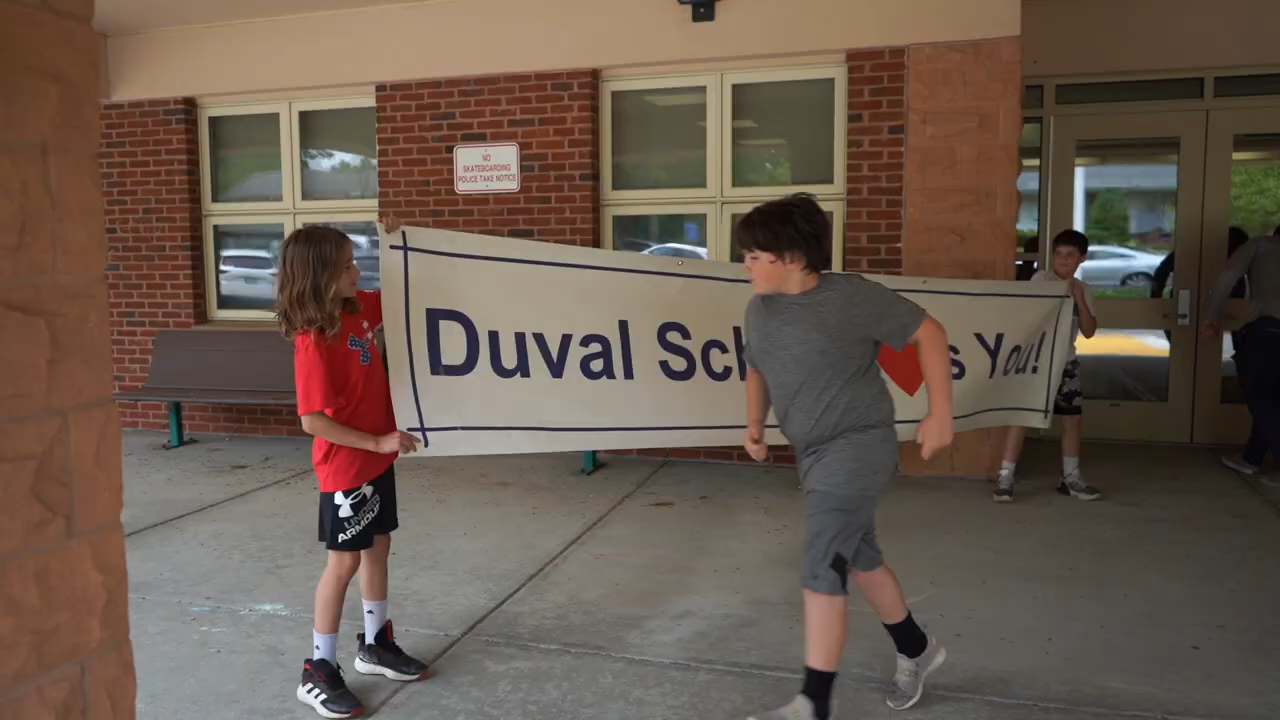 NO
SKATEBOARDING
POLICE TAKE NOTICE
Duval Sch s You!
UNDER
ARMOUR